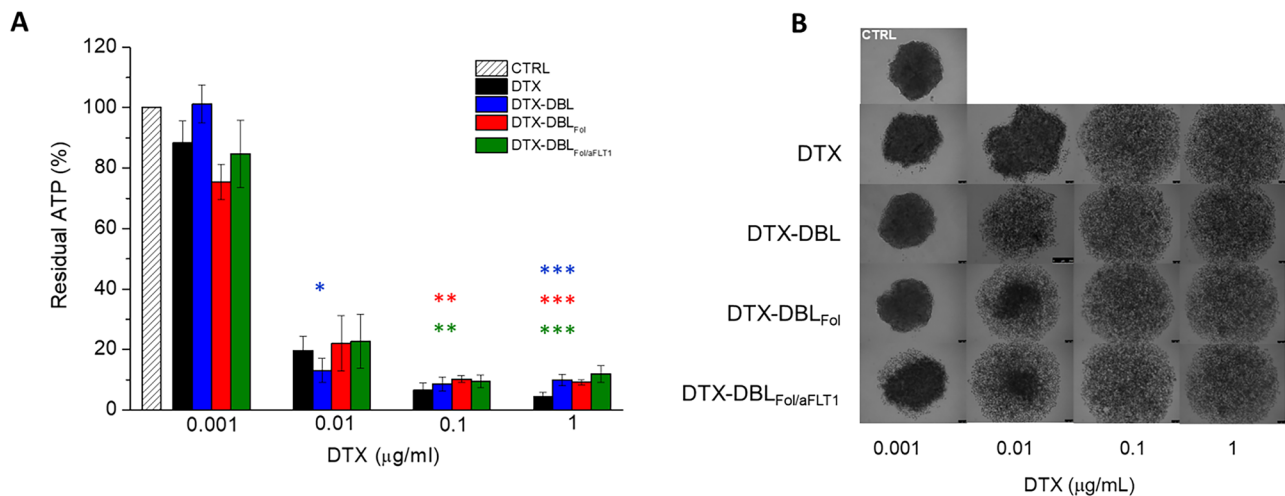 A
Residual ATP (%)
120
100
80
60
40
20
0
CTRL
DTX
DTX-DBL
DTX-DBLFol
DTX-DBLFol/aFLT1
*
**
**
***
***
***
0.001 0.01 0.1 1
DTX (μg/ml)
B
CTRL
DTX
DTX-DBL
DTX-DBLFol
DTX-DBLFol/aFLT1
0.001 0.01 0.1 1
DTX (μg/mL)